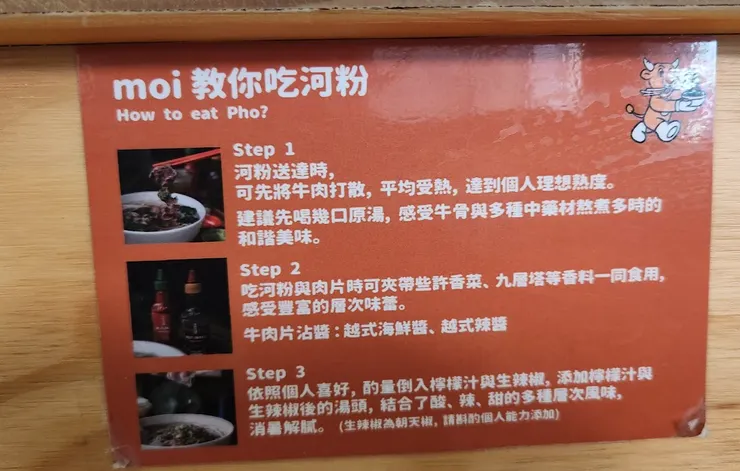 moi 教你吃河粉
How to eat Pho?
Step 1
河粉送達時，
可先將牛肉打散，平均受熱，達到個人理想熟度。
建議先喝幾口原湯，感受牛骨與多種中藥材熬煮多時的
和諧美味。
Step 2
吃河粉與肉片時可夾帶些許香菜、九層塔等香料一同食用，
感受豐富的層次味蕾。
牛肉片沾醬：越式海鮮醬、越式辣醬
Step 3
依照個人喜好，酌量倒入檸檬汁與生辣椒，添加檸檬汁與
生辣椒後的湯頭，結合了酸、辣、甜的多種層次風味，
消暑解膩。（生辣椒為朝天椒，請斟酌個人能力添加）